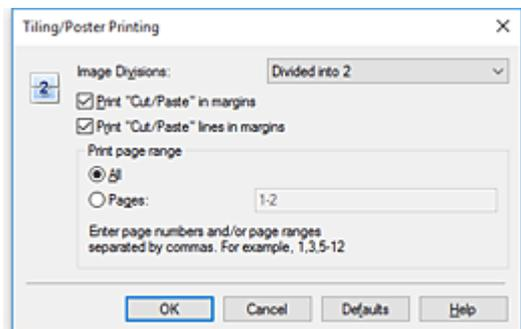 Tiling/Poster Printing
Image Divisions: Divided into 2
2
Print "Cut/Paste" in margins
Print "Cut/Paste" lines in margins
Print page range
All
Pages: 1-2
Enter page numbers and/or page ranges
separated by commas. For example, 1,3,5-12
OK Cancel Defaults Help